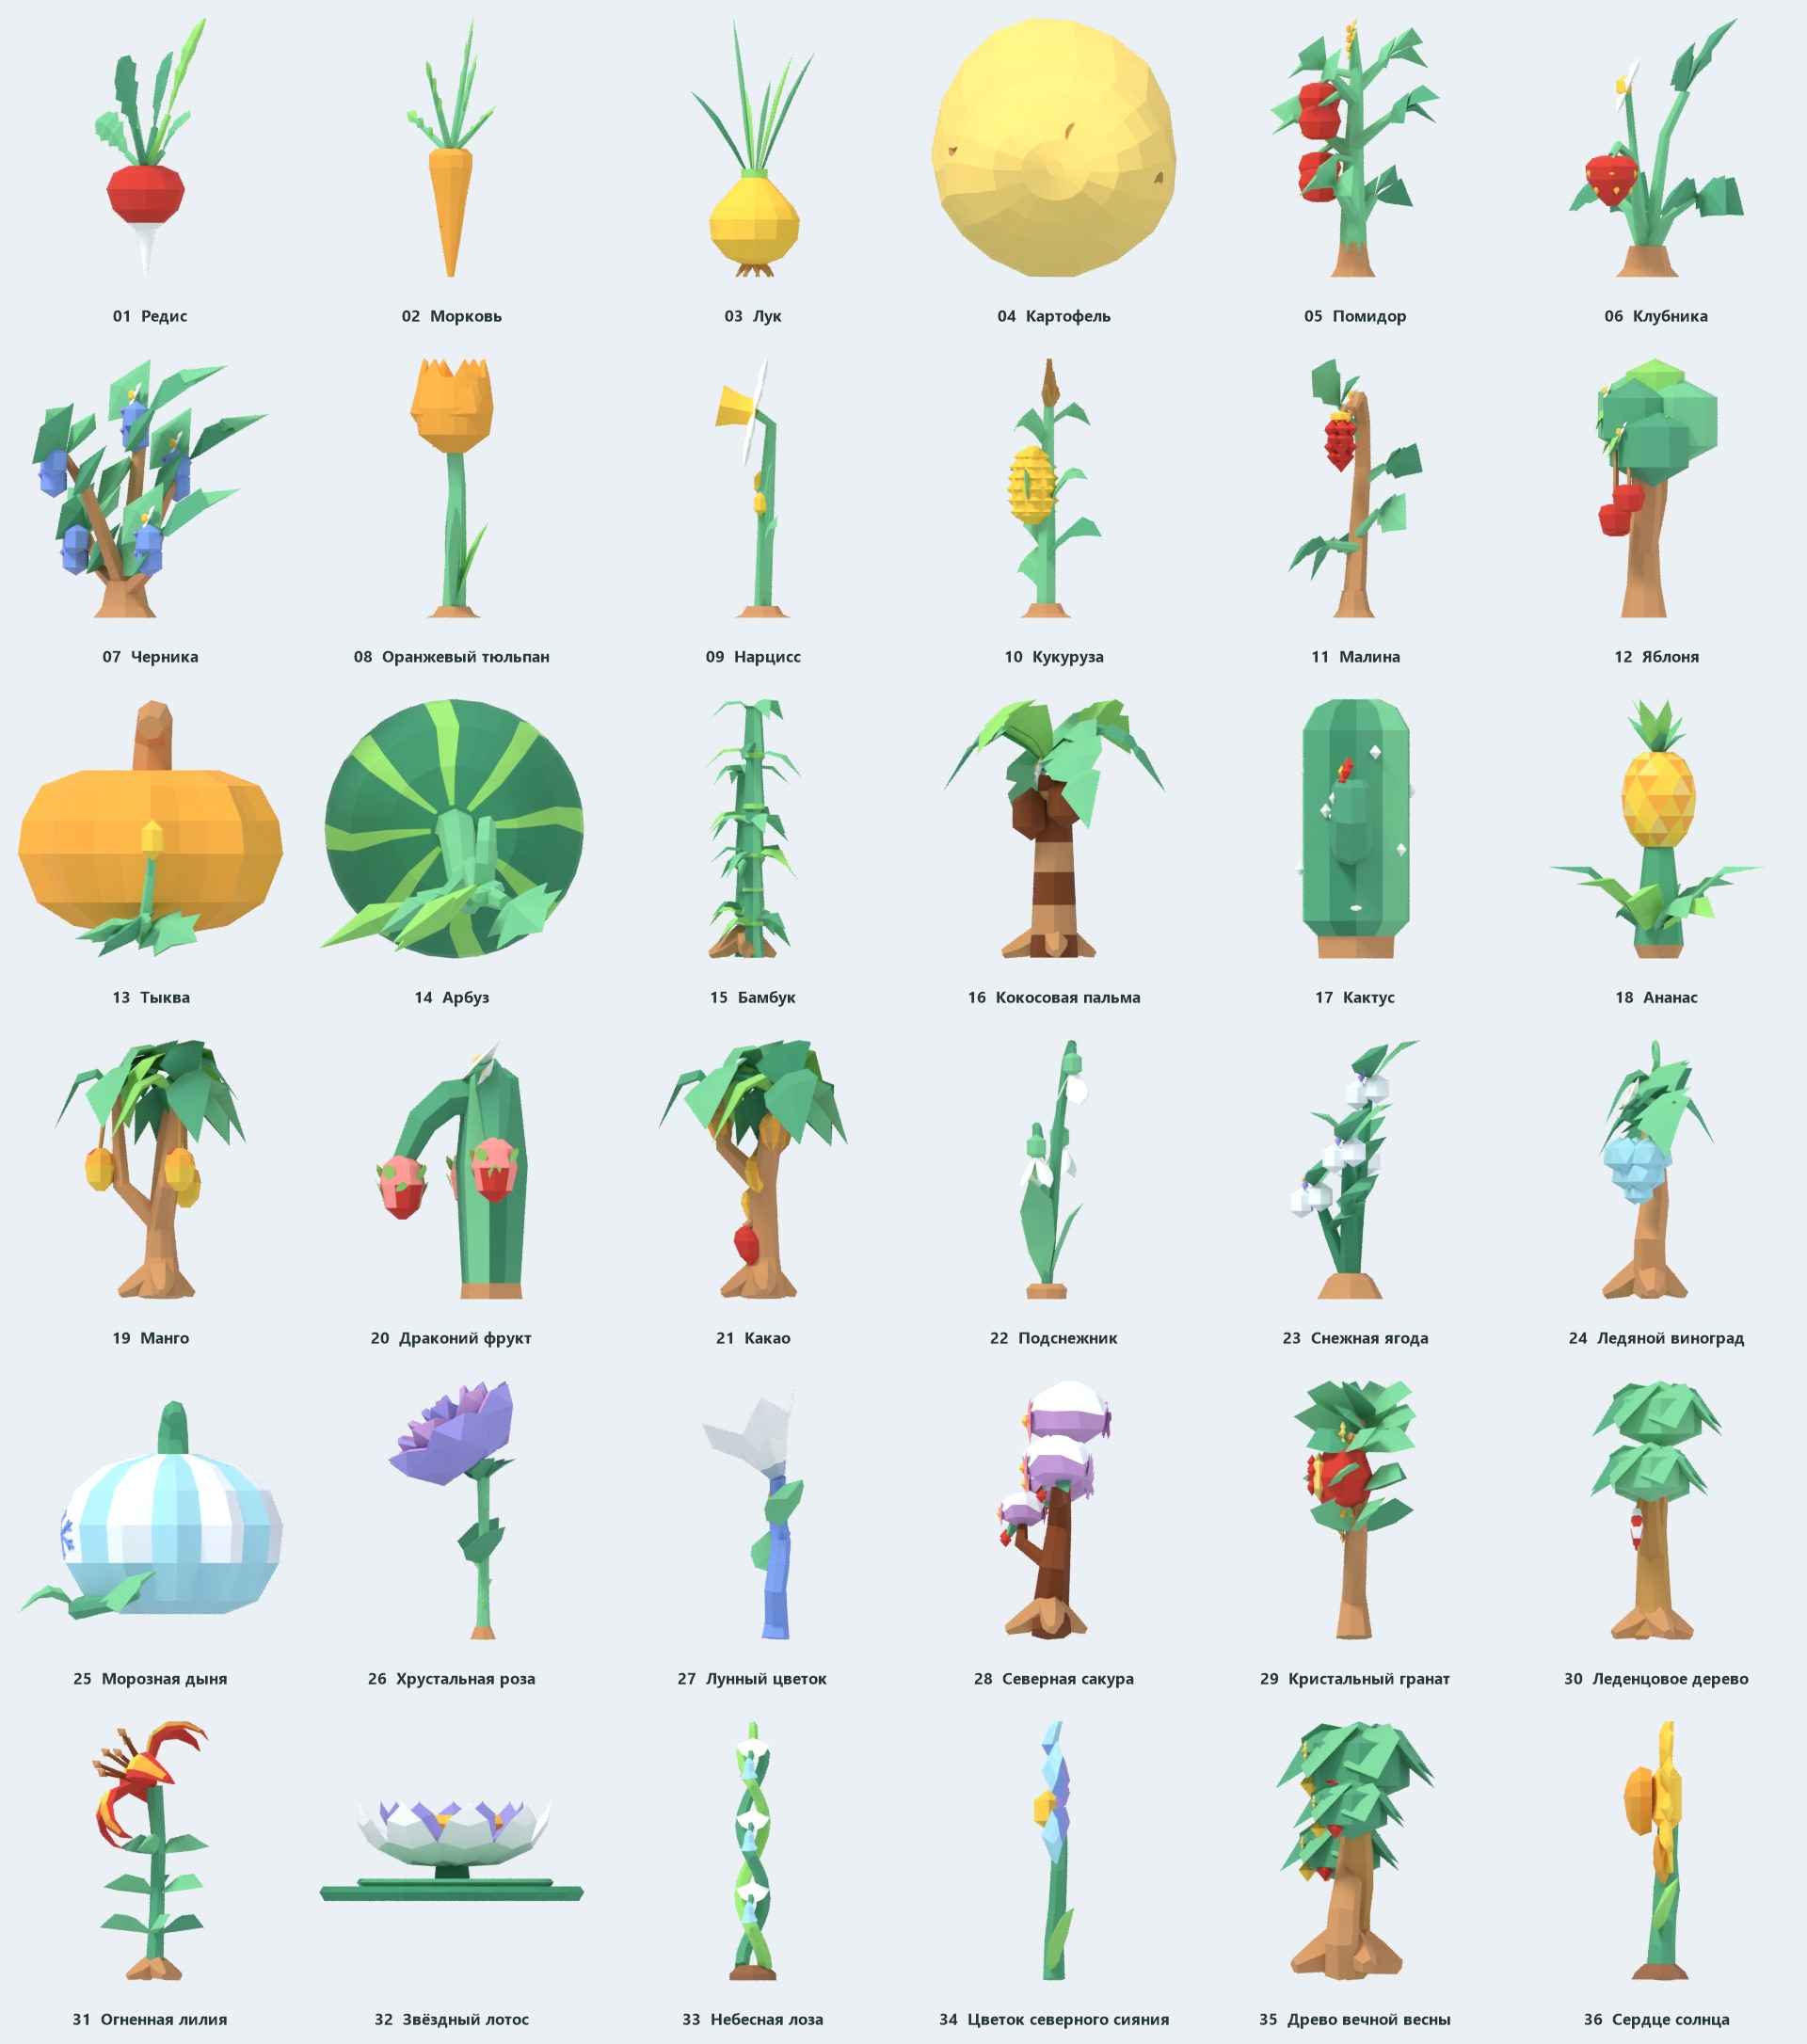 01 Редис
02 Морковь
03 Лук
04 Картофель
05 Помидор
06 Клубника
07 Черника
08 Оранжевый тюльпан
09 Нарцисс
10 Кукуруза
11 Малина
12 Яблоня
13 Тыква
14 Арбуз
15 Бамбук
16 Кокосовая пальма
17 Кактус
18 Ананас
19 Манго
20 Драконий фрукт
21 Какао
22 Подснежник
23 Снежная ягода
24 Ледяной виноград
25 Морозная дыня
26 Хрустальная роза
27 Лунный цветок
28 Северная сакура
29 Кристальный гранат
30 Леденцовое дерево
31 Огненная лилия
32 Звёздный лотос
33 Небесная лоза
34 Цветок северного сияния
35 Древо вечной весны
36 Сердце солнца